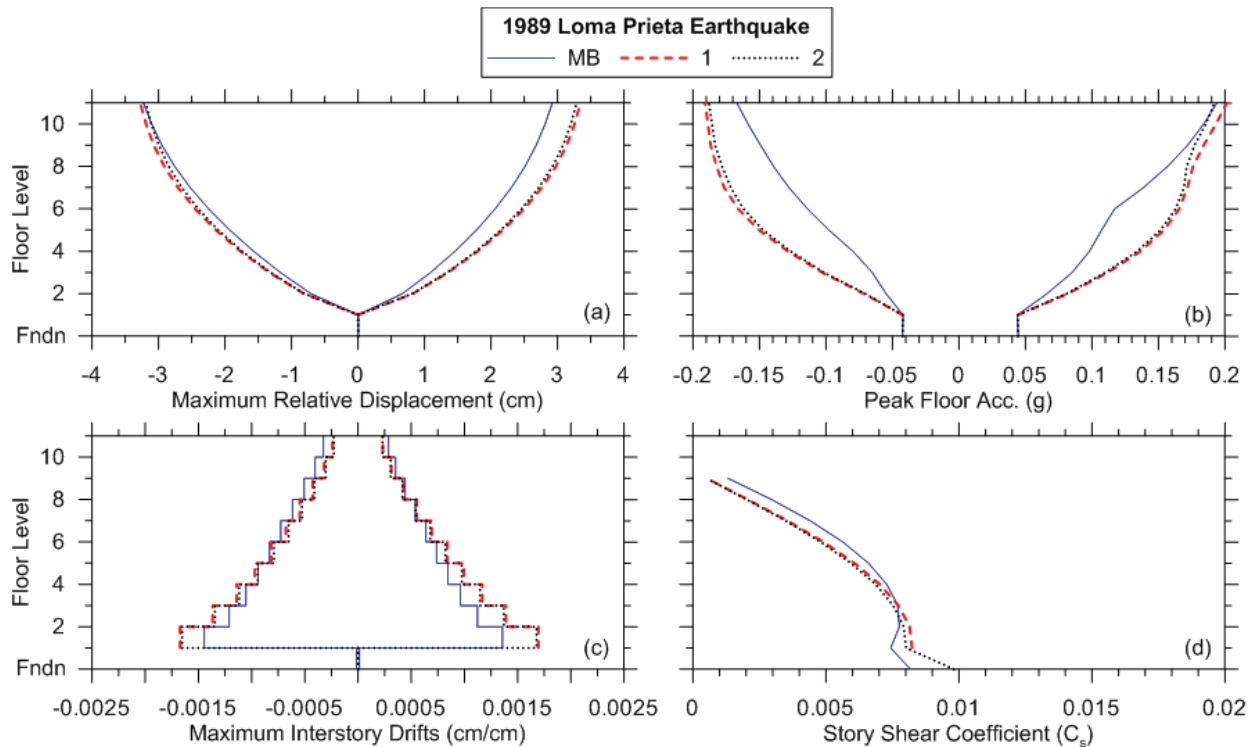 1989 Loma Prieta Earthquake
MB 1 2
10
8
6
4
2
Fndn
Floor Level
(a)
-4 -3 -2 -1 0 1 2 3 4
Maximum Relative Displacement (cm)
(b)
-0.2 -0.15 -0.1 -0.05 0 0.05 0.1 0.15 0.2
Peak Floor Acc. (g)
10
8
6
4
2
Fndn
Floor Level
(c)
-0.0025 -0.0015 -0.0005 0.0005 0.0015 0.0025
Maximum Interstory Drifts (cm/cm)
(d)
0 0.005 0.01 0.015 0.02
Story Shear Coefficient (Cs)